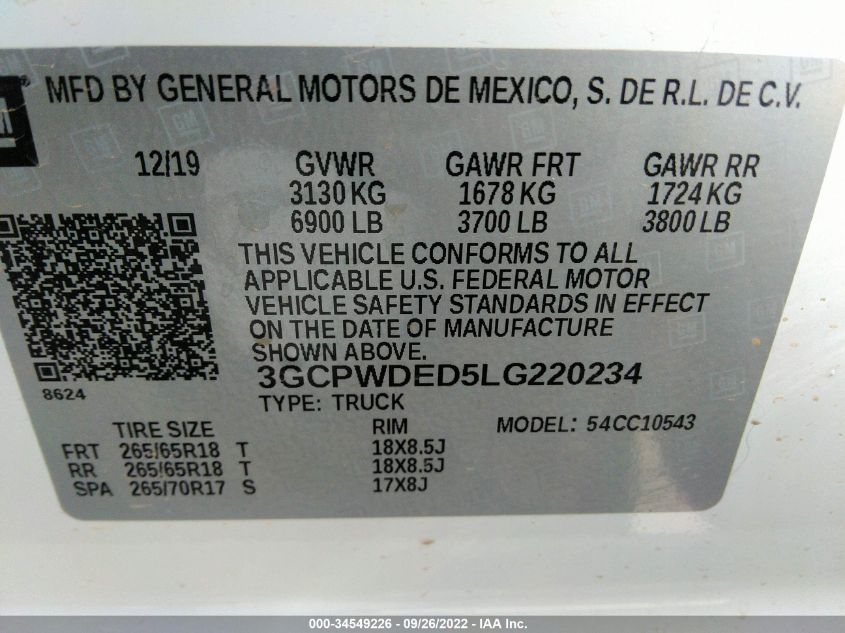 GM
MFD BY GENERAL MOTORS DE MEXICO, S. DE R.L. DE C.V.
12/19 GVWR GAWR FRT GAWR RR
3130 KG 1678 KG 1724 KG
6900 LB 3700 LB 3800 LB
THIS VEHICLE CONFORMS TO ALL
APPLICABLE U.S. FEDERAL MOTOR
VEHICLE SAFETY STANDARDS IN EFFECT
ON THE DATE OF MANUFACTURE
SHOWN ABOVE.
3GCPWDED5LG220234
8624
TYPE: TRUCK
TIRE SIZE RIM MODEL: 54CC10543
FRT 265/65R18 T 18X8.5J
RR 265/65R18 T 18X8.5J
SPA 265/70R17 S 17X8J
000-34549226 - 09/26/2022 - IAA Inc.